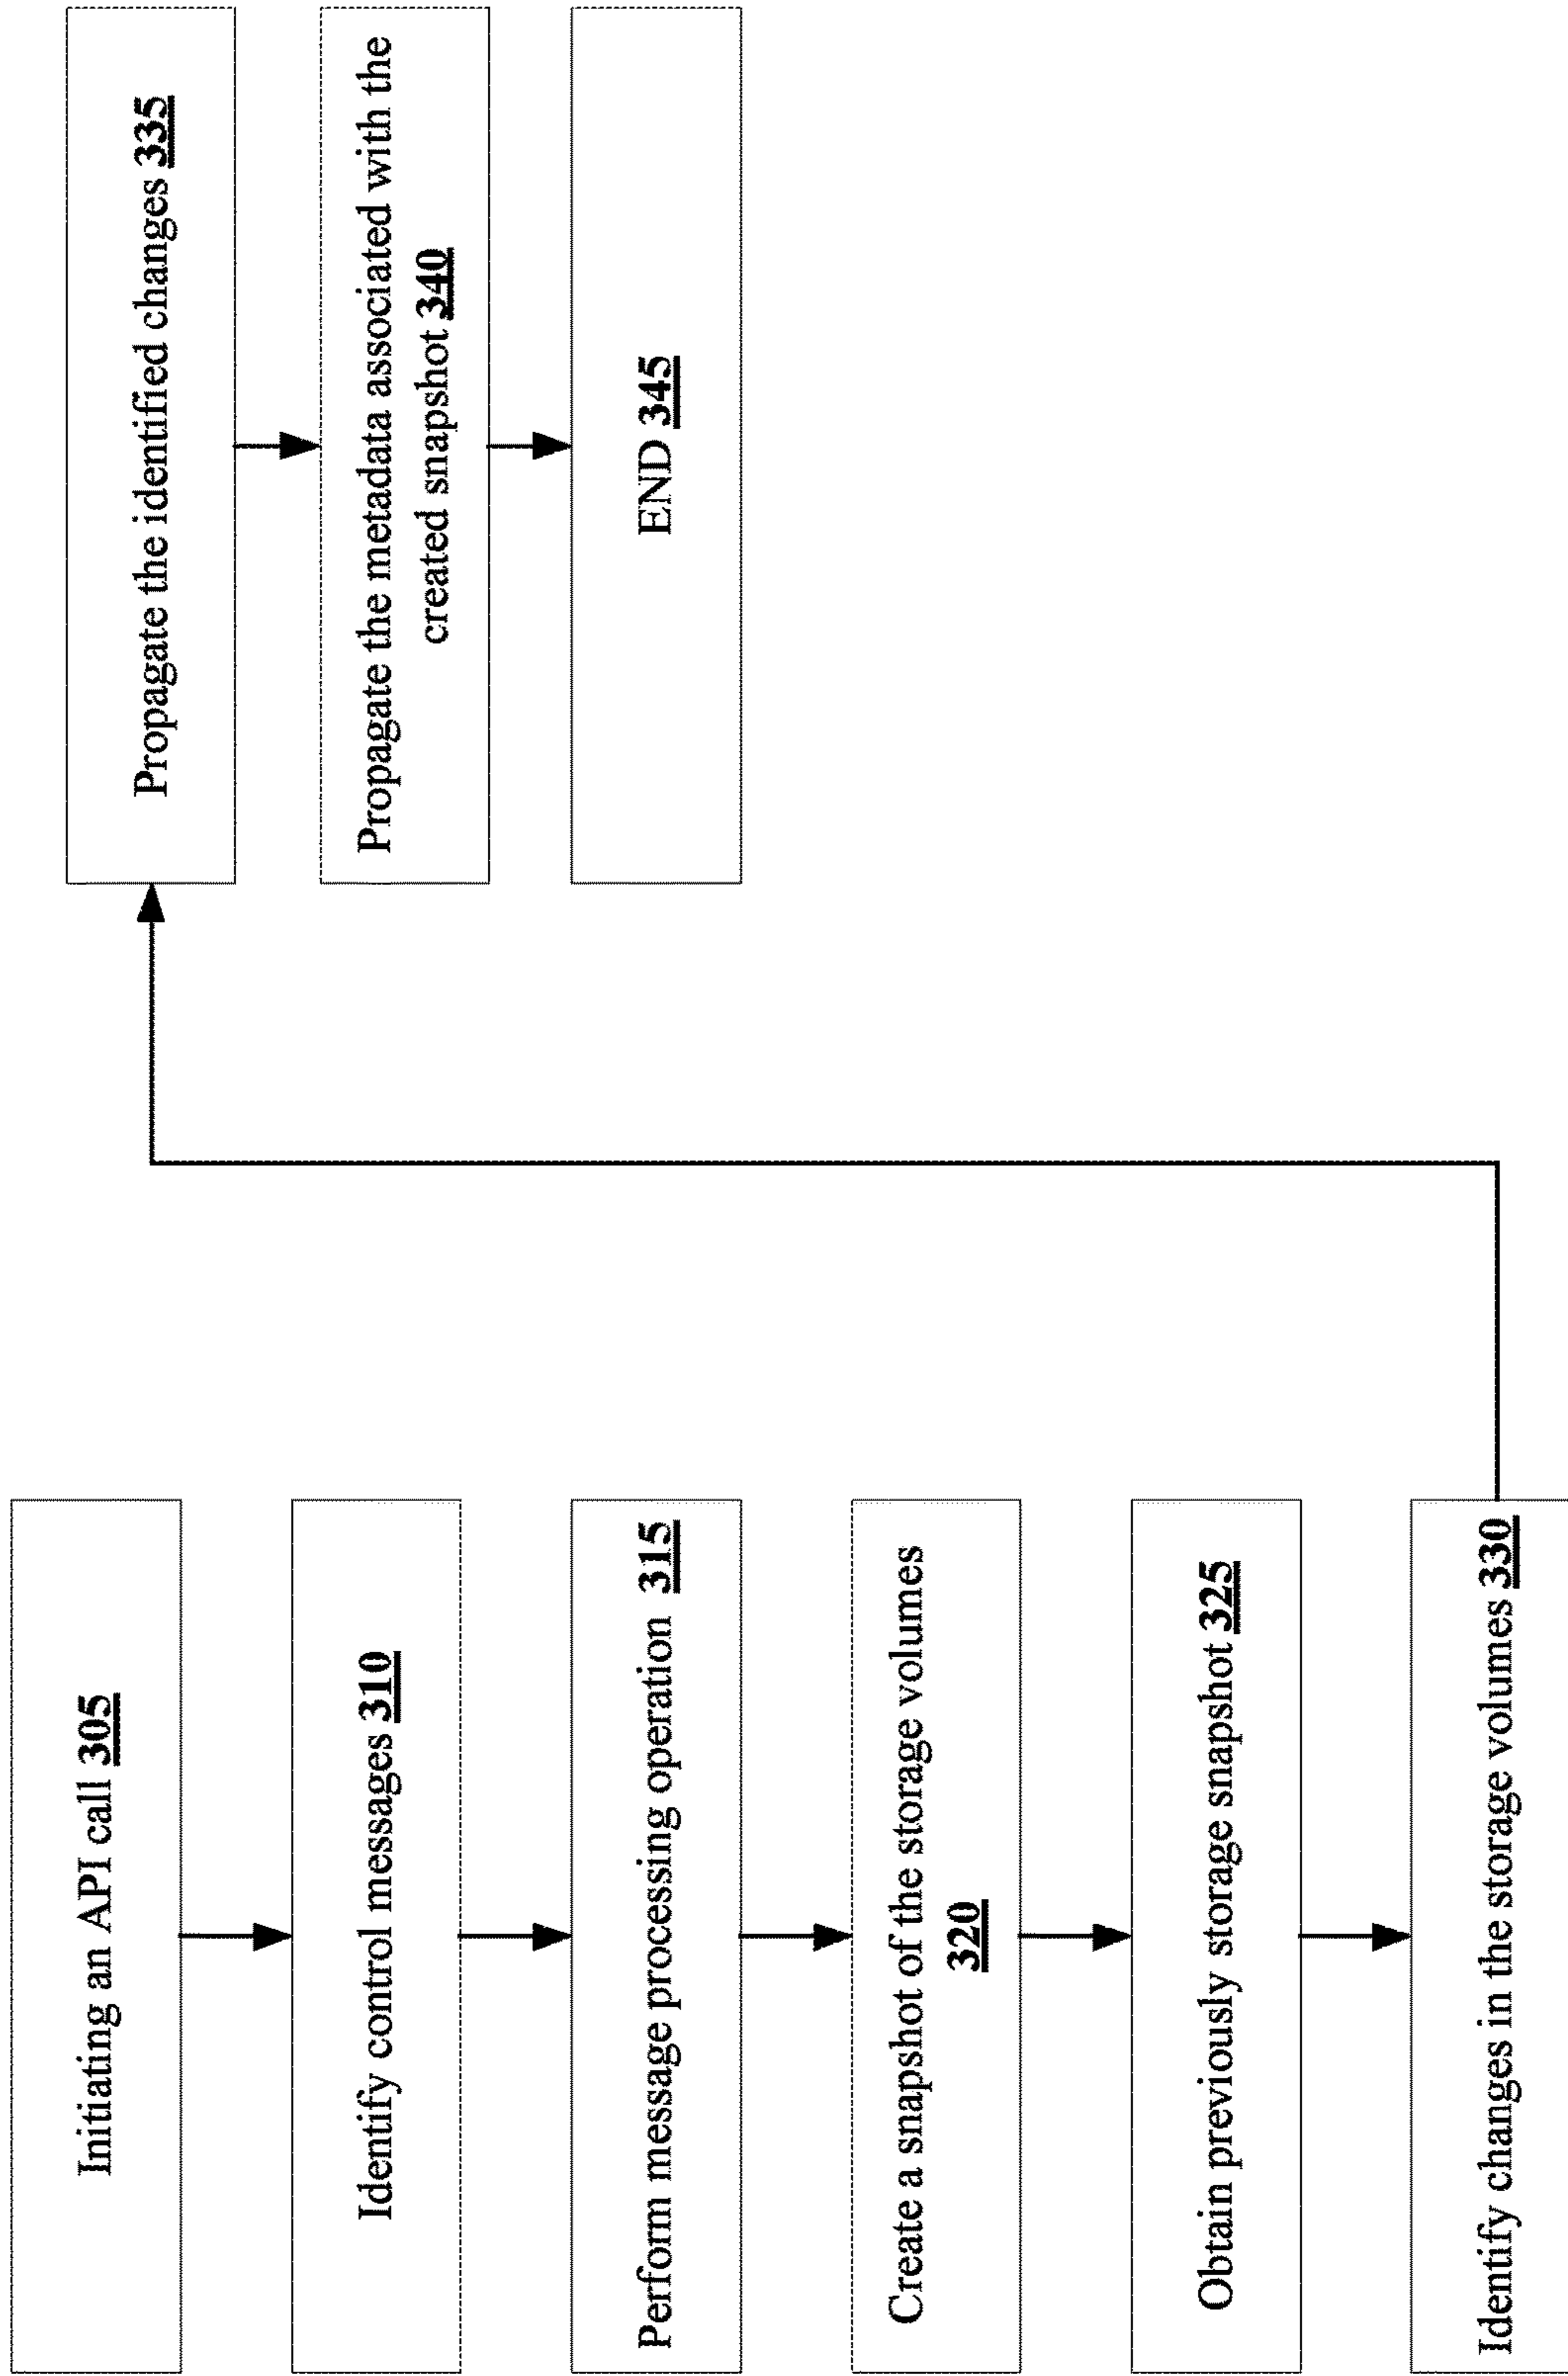 Initiating an API call 305
Identify control messages 310
Perform message processing operation 315
Create a snapshot of the storage volumes
320
Obtain previously storage snapshot 325
Identify changes in the storage volumes 330
Propagate the identified changes 335
Propagate the metadata associated with the
created snapshot 340
END 345